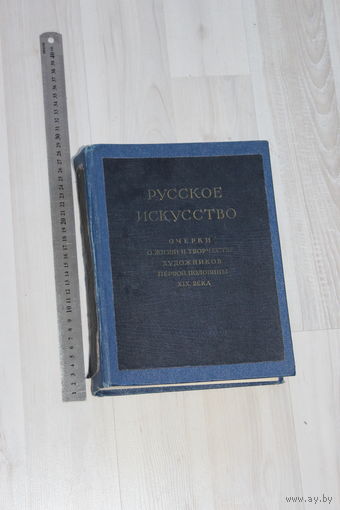 РУССКОЕ
ИСКУССТВО
ОЧЕРКИ
О ЖИЗНИ И ТВОРЧЕСТВЕ
ХУДОЖНИКОВ
ПЕРВОЙ ПОЛОВИНЫ
XIX ВЕКА
© www.ay.by